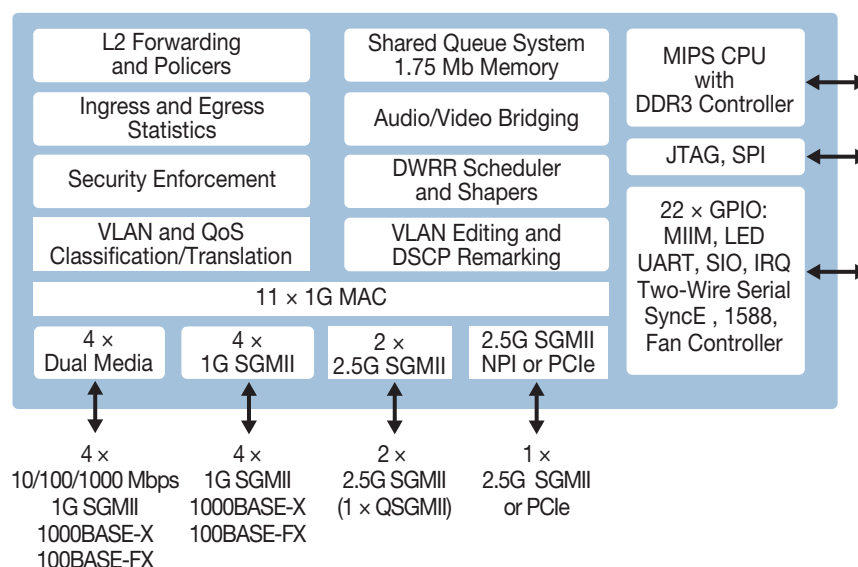 L2 Forwarding
and Policers
Shared Queue System
1.75 Mb Memory
MIPS CPU
with
DDR3 Controller
Ingress and Egress
Statistics
Audio/Video Bridging
JTAG, SPI
Security Enforcement
DWRR Scheduler
and Shapers
22 × GPIO:
MIIM, LED
UART, SIO, IRQ
Two-Wire Serial
SyncE , 1588,
Fan Controller
VLAN and QoS
Classification/Translation
VLAN Editing and
DSCP Remarking
11 × 1G MAC
4 ×
Dual Media
4 ×
1G SGMII
2 ×
2.5G SGMII
2.5G SGMII
NPI or PCIe
4 ×
10/100/1000 Mbps
1G SGMII
1000BASE-X
100BASE-FX
4 ×
1G SGMII
1000BASE-X
100BASE-FX
2 ×
2.5G SGMII
(1 × QSGMII)
1 ×
2.5G SGMII
or PCIe